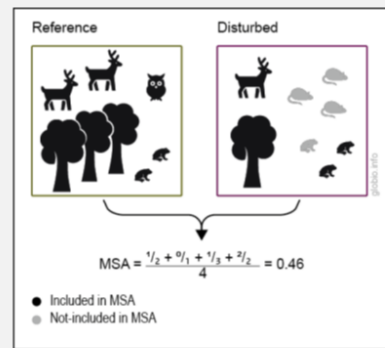 Reference
Disturbed
globio.info
MSA = (¹/₂ + ⁰/₁ + ¹/₃ + ²/₂) / 4 = 0.46
Included in MSA
Not-included in MSA